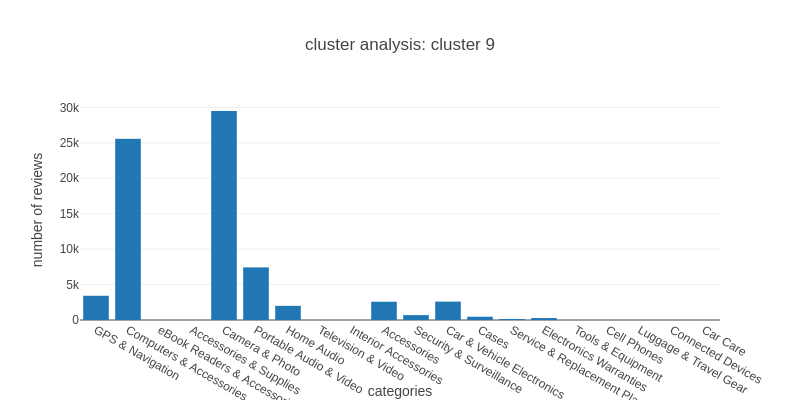 cluster analysis: cluster 9
number of reviews
30k
25k
20k
15k
10k
5k
0
GPS & Navigation
Computers & Accessories
eBook Readers & Accessori
Accessories & Supplies
Camera & Photo
Portable Audio & Video
Home Audio
Television & Video
Interior Accessories
Accessories
Security & Surveillance
Car & Vehicle Electronics
Cases
Service & Replacement Pla
Electronics Warranties
Tools & Equipment
Cell Phones
Luggage & Travel Gear
Connected Devices
Car Care
categories